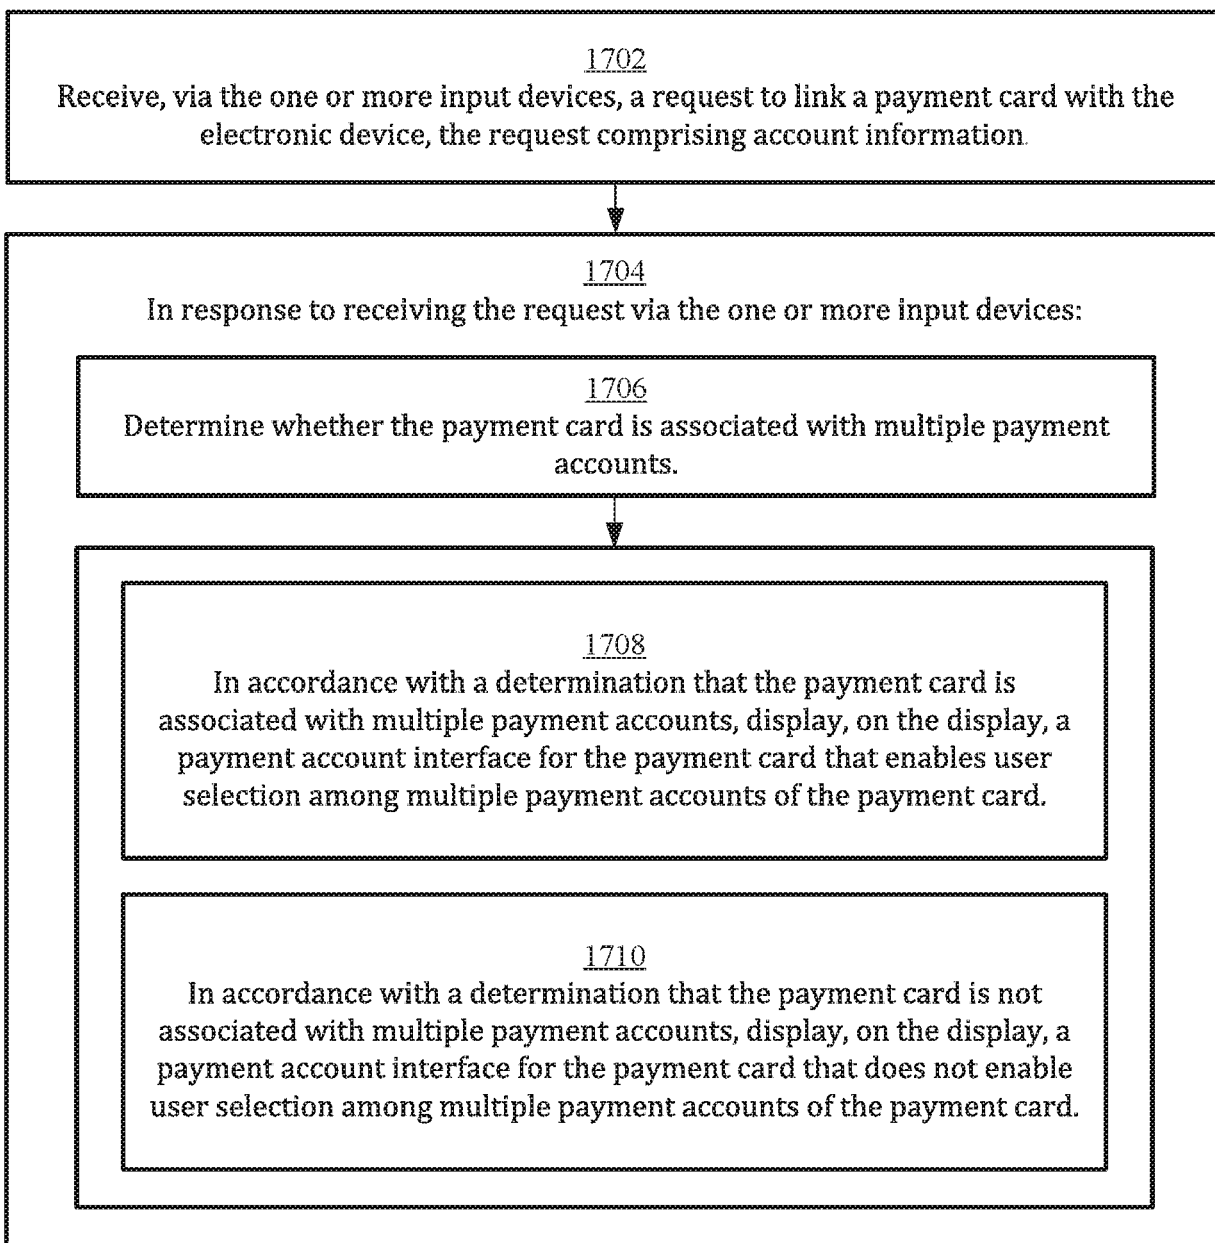 1702
Receive, via the one or more input devices, a request to link a payment card with the
electronic device, the request comprising account information.
1704
In response to receiving the request via the one or more input devices:
1706
Determine whether the payment card is associated with multiple payment
accounts.
1708
In accordance with a determination that the payment card is
associated with multiple payment accounts, display, on the display, a
payment account interface for the payment card that enables user
selection among multiple payment accounts of the payment card.
1710
In accordance with a determination that the payment card is not
associated with multiple payment accounts, display, on the display, a
payment account interface for the payment card that does not enable
user selection among multiple payment accounts of the payment card.